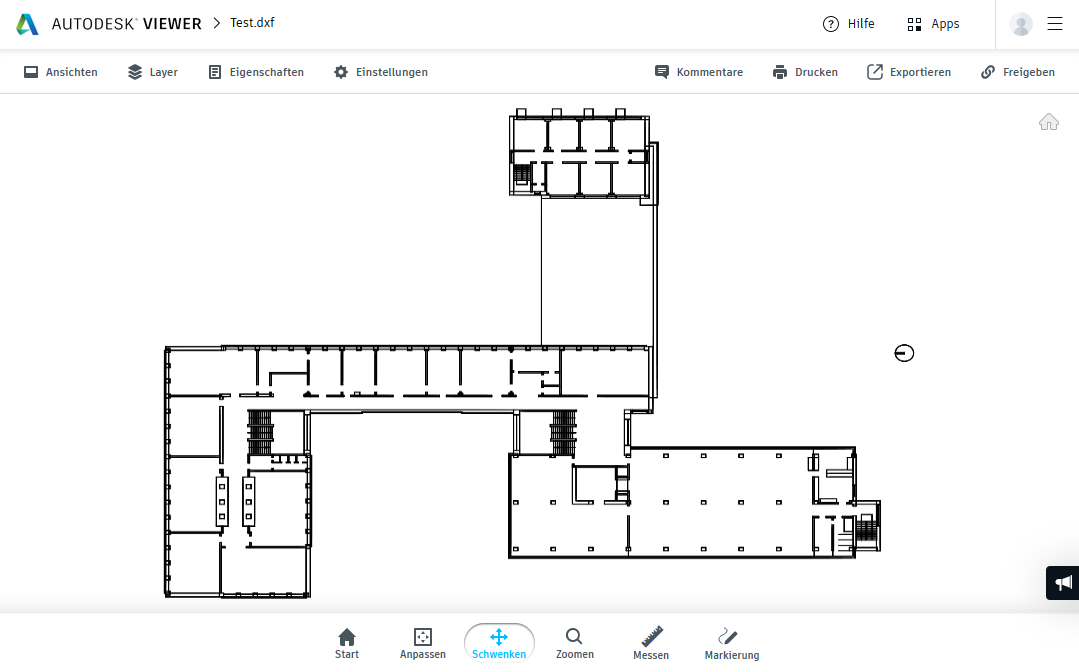 AUTODESK® VIEWER > Test.dxf
Hilfe
Apps
Ansichten
Layer
Eigenschaften
Einstellungen
Kommentare
Drucken
Exportieren
Freigeben
Start
Anpassen
Schwenken
Zoomen
Messen
Markierung